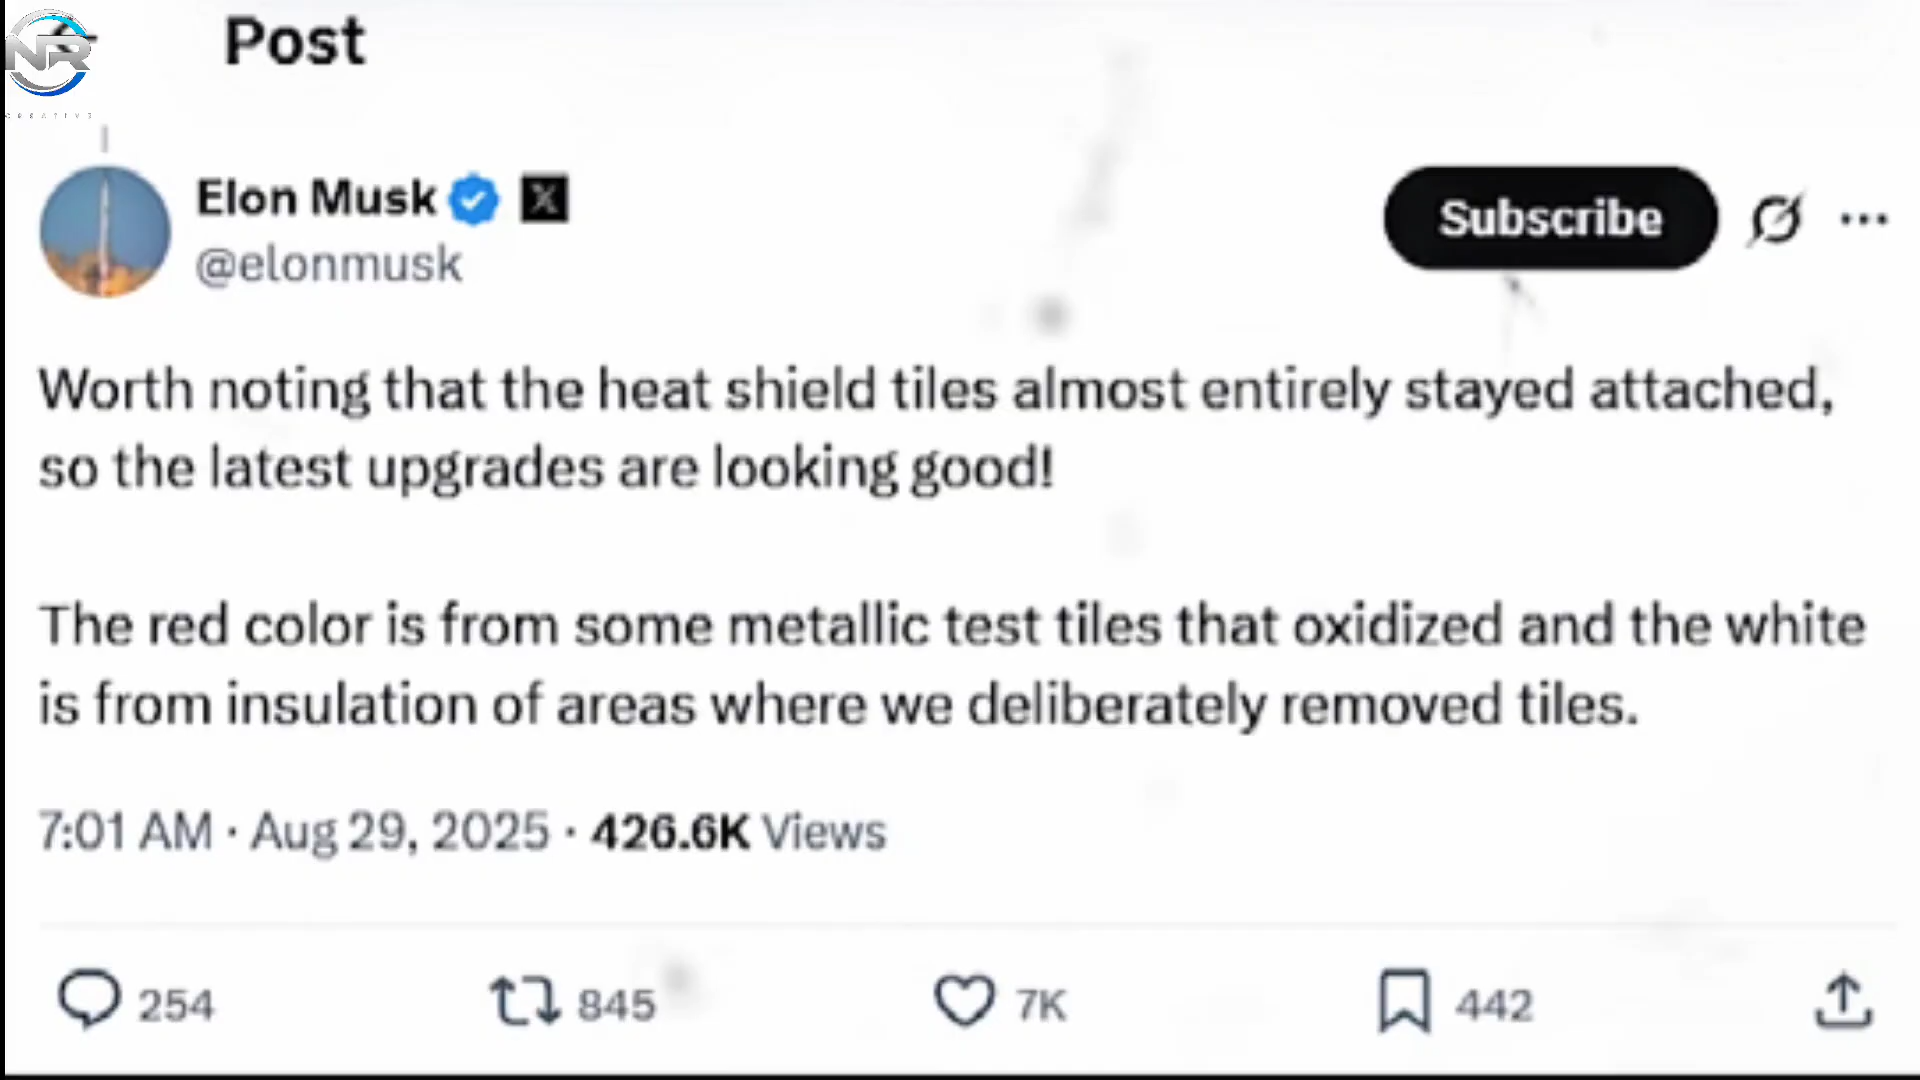 NR
CREATIVE
Post
Elon Musk
@elonmusk
Subscribe
Worth noting that the heat shield tiles almost entirely stayed attached,
so the latest upgrades are looking good!
The red color is from some metallic test tiles that oxidized and the white
is from insulation of areas where we deliberately removed tiles.
7:01 AM · Aug 29, 2025 · 426.6K Views
254 845 7K 442